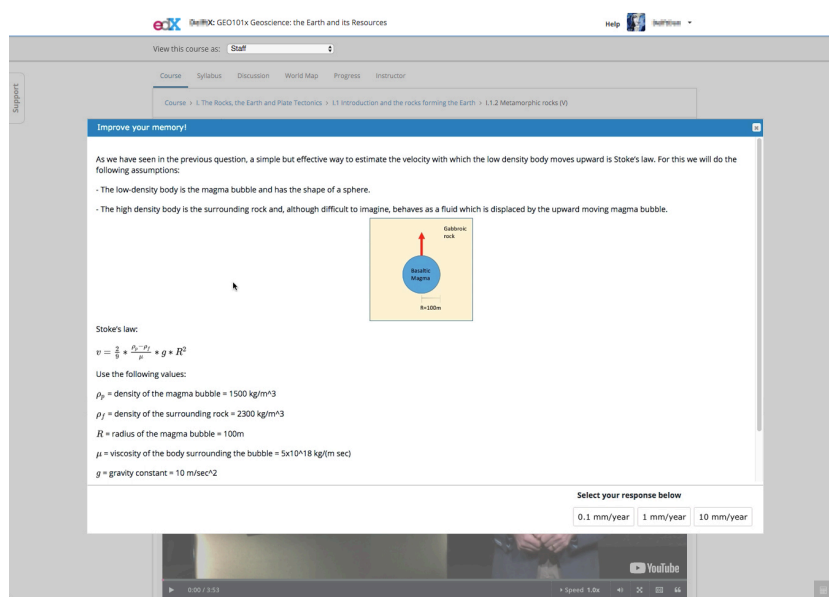 edX
X: GEO101x Geoscience: the Earth and its Resources
Help
View this course as: Staff
Support
Course Syllabus Discussion World Map Progress Instructor
Course > I. The Rocks, the Earth and Plate Tectonics > I.1 Introduction and the rocks forming the Earth > I.1.2 Metamorphic rocks (V)
Improve your memory!
As we have seen in the previous question, a simple but effective way to estimate the velocity with which the low density body moves upward is Stoke's law. For this we will do the
following assumptions:
- The low-density body is the magma bubble and has the shape of a sphere.
- The high density body is the surrounding rock and, although difficult to imagine, behaves as a fluid which is displaced by the upward moving magma bubble.
Gabbroic
rock
Basaltic
Magma
R=100m
Stoke's law:
v = 2/9 * (ρp−ρf)/μ * g * R²
Use the following values:
ρp = density of the magma bubble = 1500 kg/m^3
ρf = density of the surrounding rock = 2300 kg/m^3
R = radius of the magma bubble = 100m
μ = viscosity of the body surrounding the bubble = 5x10^18 kg/(m sec)
g = gravity constant = 10 m/sec^2
Select your response below
0.1 mm/year 1 mm/year 10 mm/year
YouTube
0:00 / 3:53
Speed 1.0x